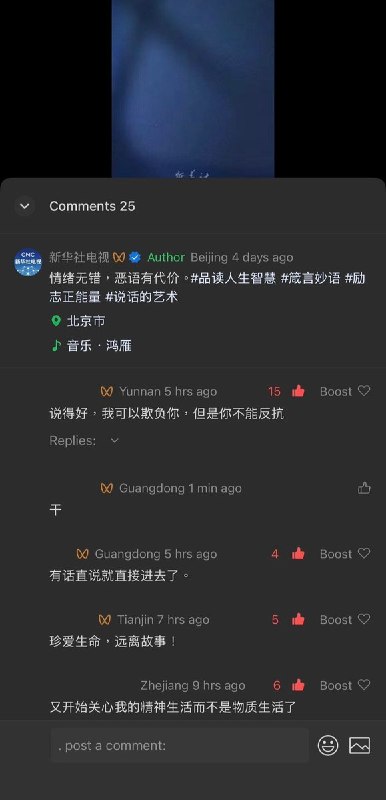 Comments 25
CNC
新华社电视
新华社电视 Author Beijing 4 days ago
情绪无错，恶语有代价。#品读人生智慧 #箴言妙语 #励
志正能量 #说话的艺术
北京市
音乐 · 鸿雁
Yunnan 5 hrs ago 15 Boost
说得好，我可以欺负你，但是你不能反抗
Replies:
Guangdong 1 min ago
干
Guangdong 5 hrs ago 4 Boost
有话直说就直接进去了。
Tianjin 7 hrs ago 5 Boost
珍爱生命，远离故事！
Zhejiang 9 hrs ago 6 Boost
又开始关心我的精神生活而不是物质生活了
. post a comment: